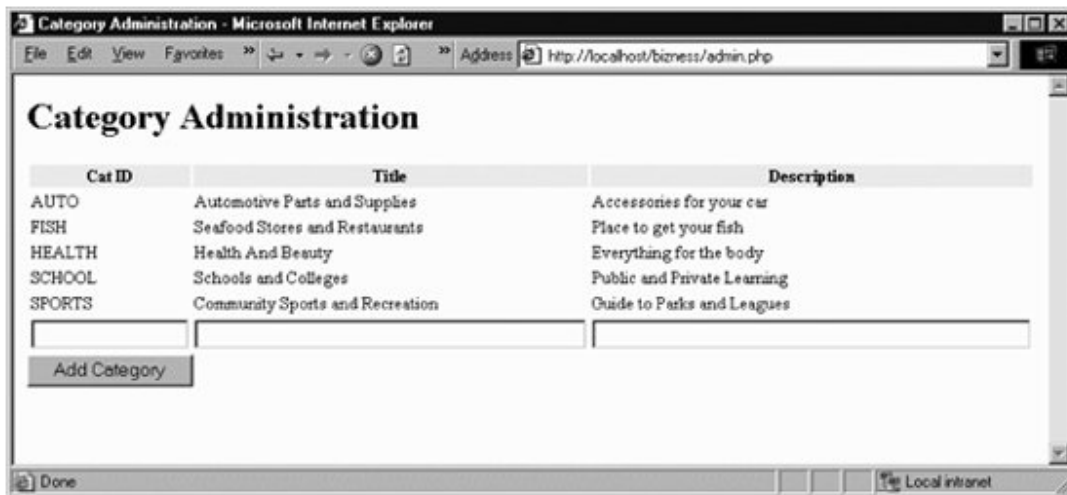 Category Administration - Microsoft Internet Explorer
File Edit View Favorites » » Address http://localhost/bizness/admin.php
Category Administration
Cat ID Title Description
AUTO Automotive Parts and Supplies Accessories for your car
FISH Seafood Stores and Restaurants Place to get your fish
HEALTH Health And Beauty Everything for the body
SCHOOL Schools and Colleges Public and Private Learning
SPORTS Community Sports and Recreation Guide to Parks and Leagues
Add Category
Done Local intranet